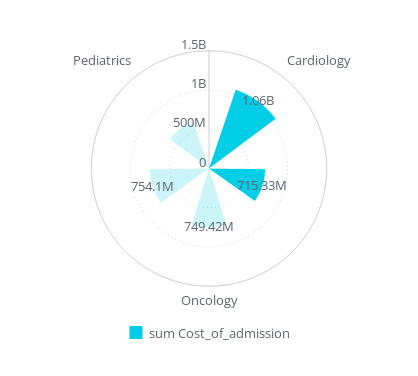 1.5B
Pediatrics
Cardiology
1B
1.06B
500M
0
754.1M
715.33M
749.42M
Oncology
sum Cost_of_admission